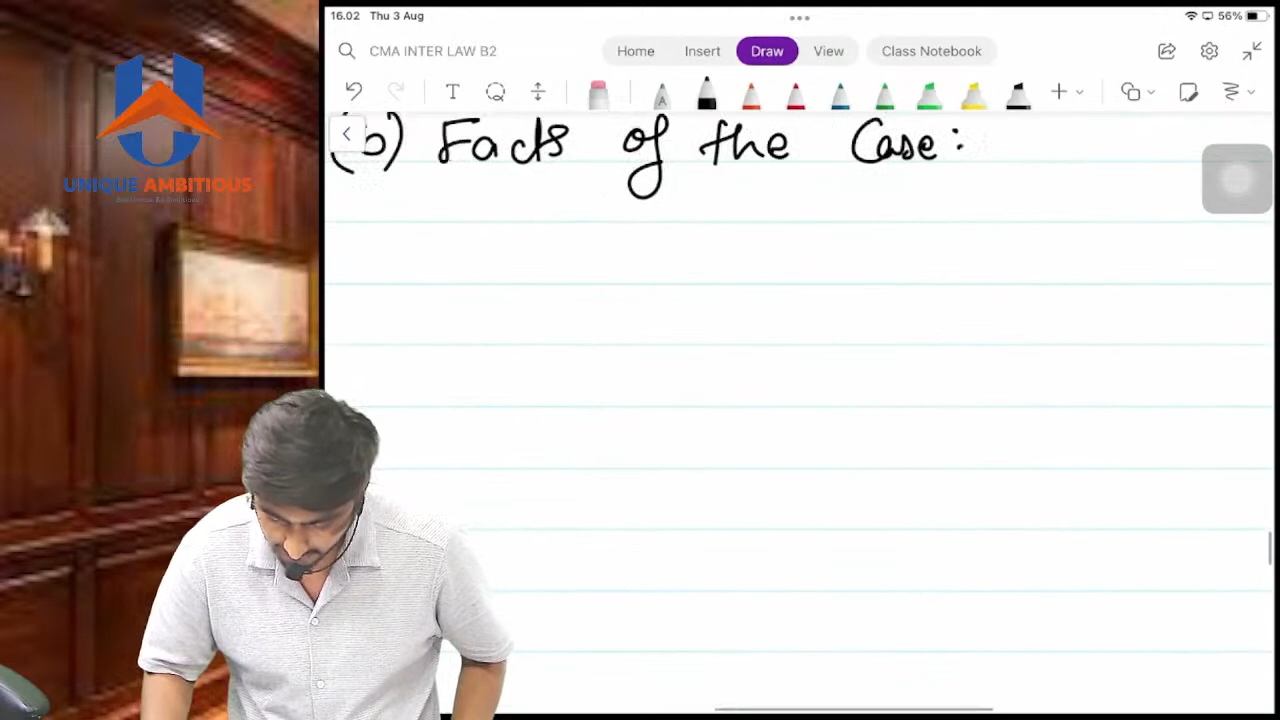 16.02 Thu 3 Aug
56%
CMA INTER LAW B2
Home Insert Draw View Class Notebook
(b) Facts of the Case:
UNIQUE AMBITIOUS